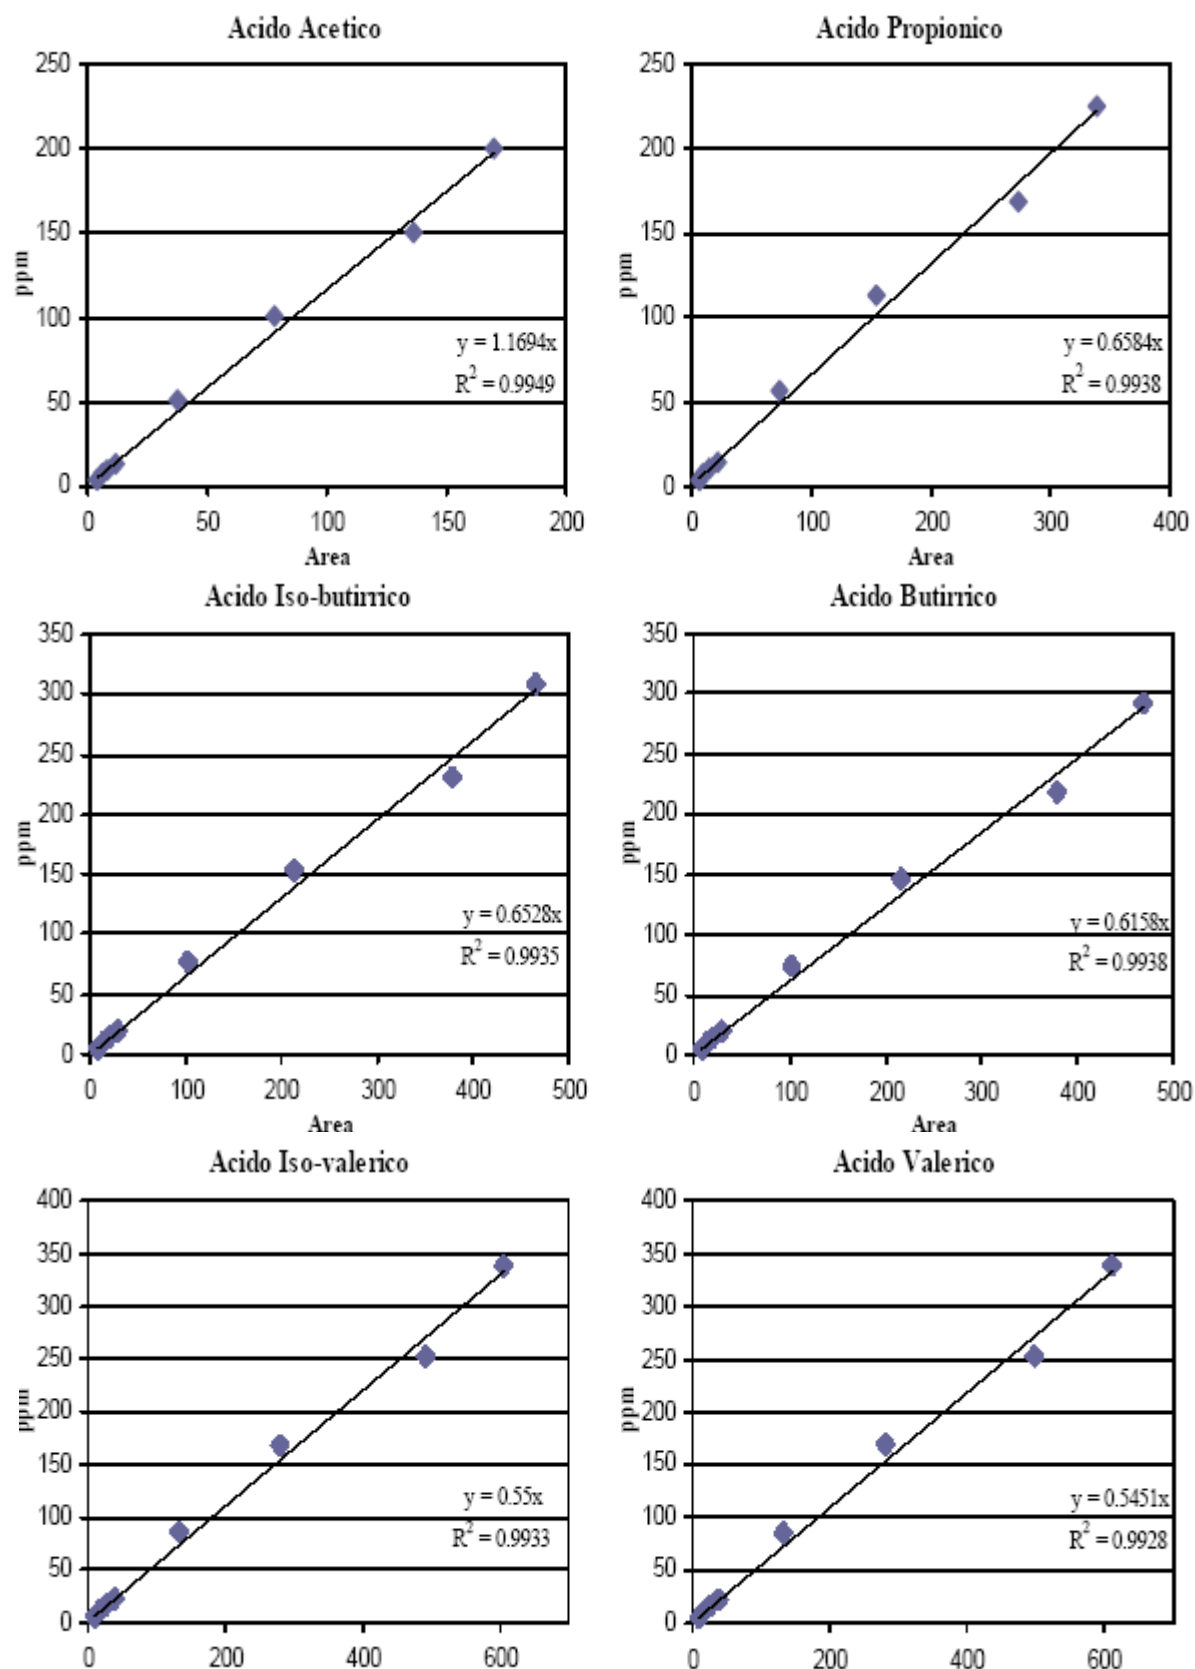 Acido Acetico
250
200
150
100
50
0
ppm
y = 1.1694x
R² = 0.9949
0 50 100 150 200
Area
Acido Propionico
250
200
150
100
50
0
ppm
y = 0.6584x
R² = 0.9938
0 100 200 300 400
Area
Acido Iso-butirrico
350
300
250
200
150
100
50
0
ppm
y = 0.6528x
R² = 0.9935
0 100 200 300 400 500
Area
Acido Butirrico
350
300
250
200
150
100
50
0
ppm
y = 0.6158x
R² = 0.9938
0 100 200 300 400 500
Area
Acido Iso-valerico
400
350
300
250
200
150
100
50
0
ppm
y = 0.55x
R² = 0.9933
0 200 400 600
Acido Valerico
400
350
300
250
200
150
100
50
0
ppm
y = 0.5451x
R² = 0.9928
0 200 400 600